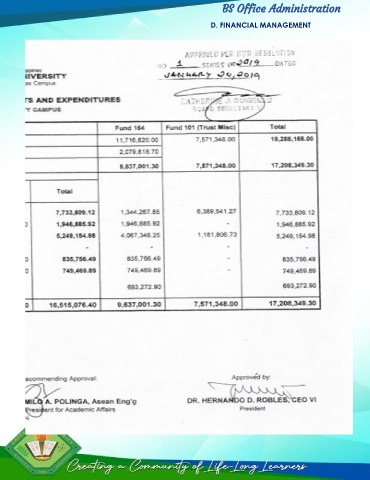 BS Office Administration
D. FINANCIAL MANAGEMENT
APPROVED PER BOR RESOLUTION
NO 1 SERIES OF 2019 DATED
JANUARY 24, 2019
NIVERSITY
es Campus
TS AND EXPENDITURES
Y CAMPUS
CATHERINE J.
BOARD SECRETARY V
Fund 164 Fund 101 (Trust Misc) Total
11,716,620.00 7,571,348.00 19,288,168.00
2,079,618.70
9,637,001.30 7,571,348.00 17,208,349.30
Total
7,733,809.12 1,344,267.85 6,389,541.27 7,733,809.12
1,946,885.92 1,946,885.92 - 1,946,885.92
5,249,154.98 4,067,348.25 1,181,806.73 5,249,154.98
- - - -
835,756.49 835,756.49 - 835,756.49
749,469.89 749,469.89 - 749,469.89
693,272.90 693,272.90
16,515,076.40 9,637,001.30 7,571,348.00 17,208,349.30
ecommending Approval:
Approved by:
MILO A. POLINGA, Asean Eng'g
DR. HERNANDO D. ROBLES, CEO VI
President for Academic Affairs
President
Creating a Community of Life-Long Learners